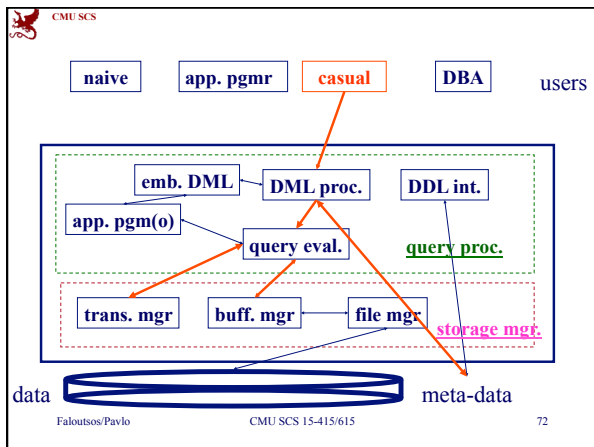 CMU SCS
naive
app. pgmr
casual
DBA
users
emb. DML
DML proc.
DDL int.
app. pgm(o)
query eval.
query proc.
trans. mgr
buff. mgr
file mgr
storage mgr.
data
meta-data
Faloutsos/Pavlo
CMU SCS 15-415/615
72